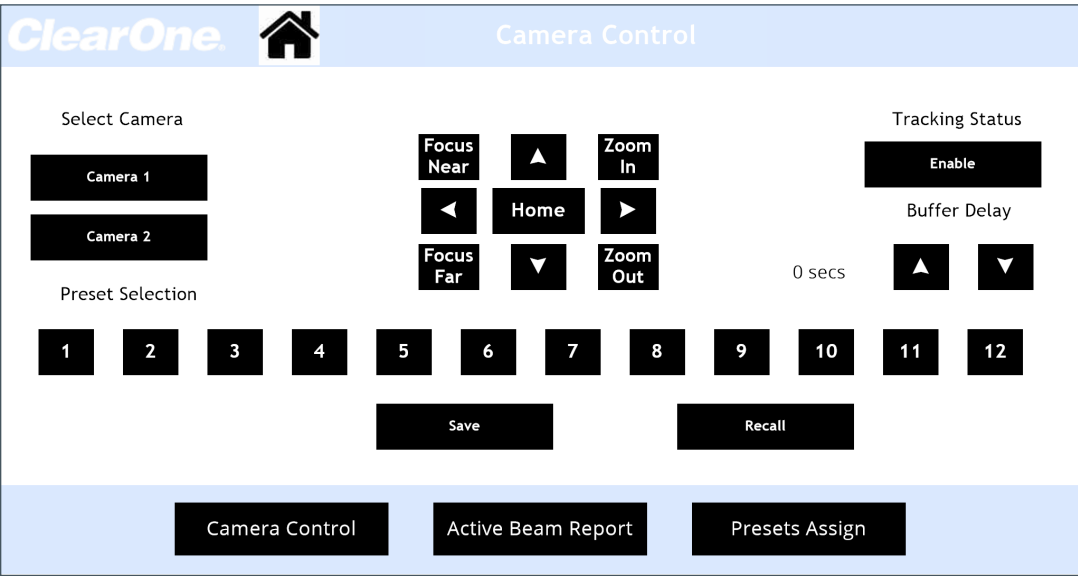 ClearOne.
Camera Control
Select Camera
Tracking Status
Camera 1
Focus
Near
Zoom
In
Enable
Camera 2
Home
Buffer Delay
Focus
Far
Zoom
Out
0 secs
Preset Selection
1 2 3 4 5 6 7 8 9 10 11 12
Save Recall
Camera Control Active Beam Report Presets Assign